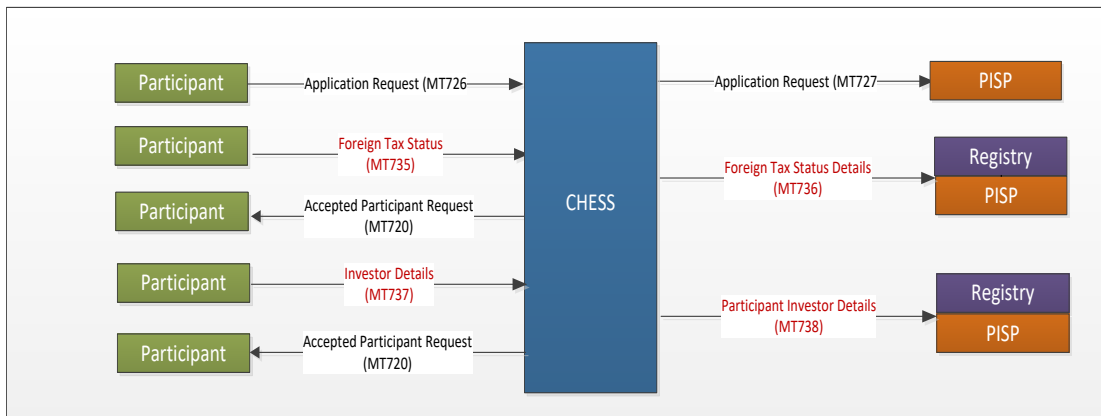 Participant
Application Request (MT726
Application Request (MT727
PISP
Participant
Foreign Tax Status
(MT735)
Foreign Tax Status Details
(MT736)
Registry
PISP
Participant
Accepted Participant Request
(MT720)
CHESS
Participant
Investor Details
(MT737)
Participant Investor Details
(MT738)
Registry
PISP
Participant
Accepted Participant Request
(MT720)